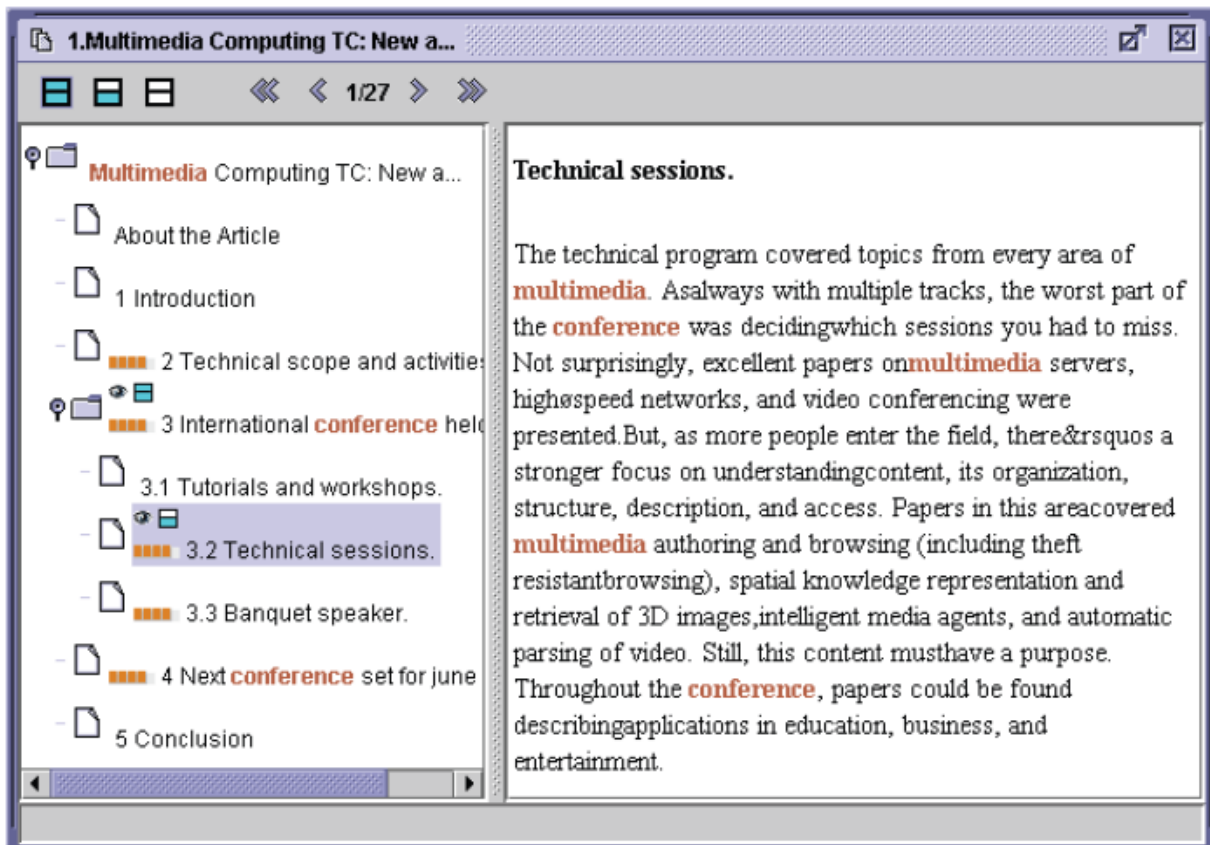 1.Multimedia Computing TC: New a...
1/27
Multimedia Computing TC: New a...
About the Article
1 Introduction
2 Technical scope and activities
3 International conference held
3.1 Tutorials and workshops.
3.2 Technical sessions.
3.3 Banquet speaker.
4 Next conference set for june
5 Conclusion
Technical sessions.
The technical program covered topics from every area of
multimedia. Asalways with multiple tracks, the worst part of
the conference was decidingwhich sessions you had to miss.
Not surprisingly, excellent papers onmultimedia servers,
highøspeed networks, and video conferencing were
presented.But, as more people enter the field, there&rsquos a
stronger focus on understandingcontent, its organization,
structure, description, and access. Papers in this areacovered
multimedia authoring and browsing (including theft
resistantbrowsing), spatial knowledge representation and
retrieval of 3D images,intelligent media agents, and automatic
parsing of video. Still, this content musthave a purpose.
Throughout the conference, papers could be found
describingapplications in education, business, and
entertainment.